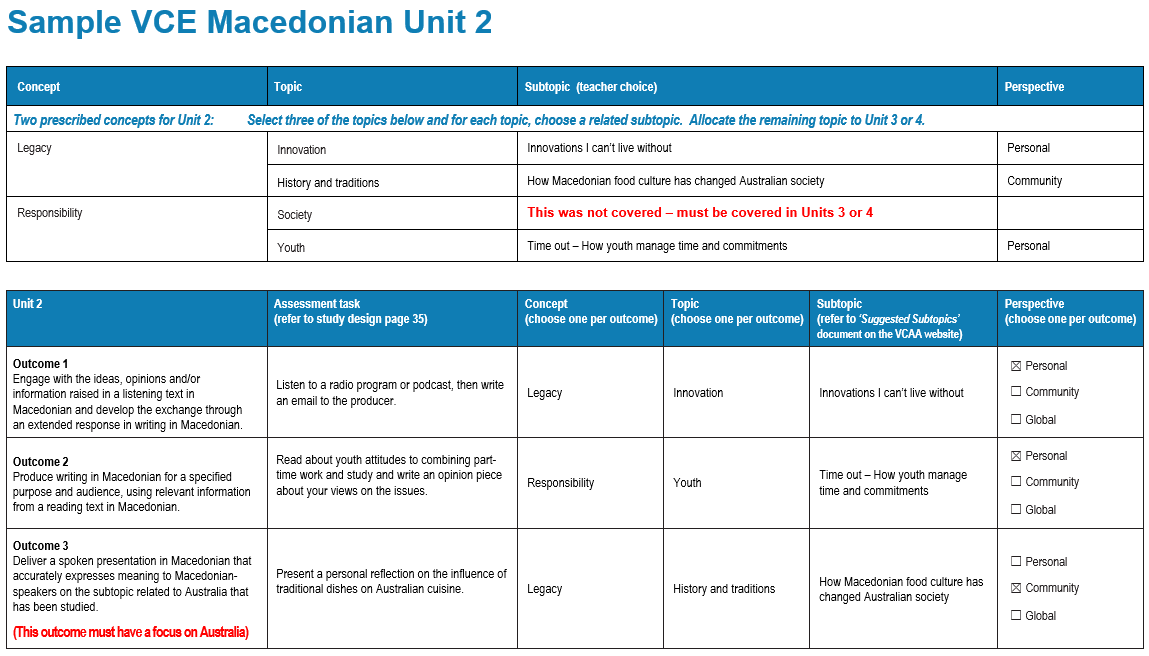 Sample VCE Macedonian Unit 2
Concept
Topic
Subtopic (teacher choice)
Perspective
Two prescribed concepts for Unit 2: Select three of the topics below and for each topic, choose a related subtopic. Allocate the remaining topic to Unit 3 or 4.
Legacy
Innovation
Innovations I can't live without
Personal
History and traditions
How Macedonian food culture has changed Australian society
Community
Responsibility
Society
This was not covered – must be covered in Units 3 or 4
Youth
Time out – How youth manage time and commitments
Personal
Unit 2
Assessment task
(refer to study design page 35)
Concept
(choose one per outcome)
Topic
(choose one per outcome)
Subtopic
(refer to 'Suggested Subtopics'
document on the VCAA website)
Perspective
(choose one per outcome)
Outcome 1
Engage with the ideas, opinions and/or
information raised in a listening text in
Macedonian and develop the exchange through
an extended response in writing in Macedonian.
Listen to a radio program or podcast, then write
an email to the producer.
Legacy
Innovation
Innovations I can't live without
☒ Personal
☐ Community
☐ Global
Outcome 2
Produce writing in Macedonian for a specified
purpose and audience, using relevant information
from a reading text in Macedonian.
Read about youth attitudes to combining part-
time work and study and write an opinion piece
about your views on the issues.
Responsibility
Youth
Time out – How youth manage
time and commitments
☒ Personal
☐ Community
☐ Global
Outcome 3
Deliver a spoken presentation in Macedonian that
accurately expresses meaning to Macedonian-
speakers on the subtopic related to Australia that
has been studied.
(This outcome must have a focus on Australia)
Present a personal reflection on the influence of
traditional dishes on Australian cuisine.
Legacy
History and traditions
How Macedonian food culture has
changed Australian society
☐ Personal
☒ Community
☐ Global